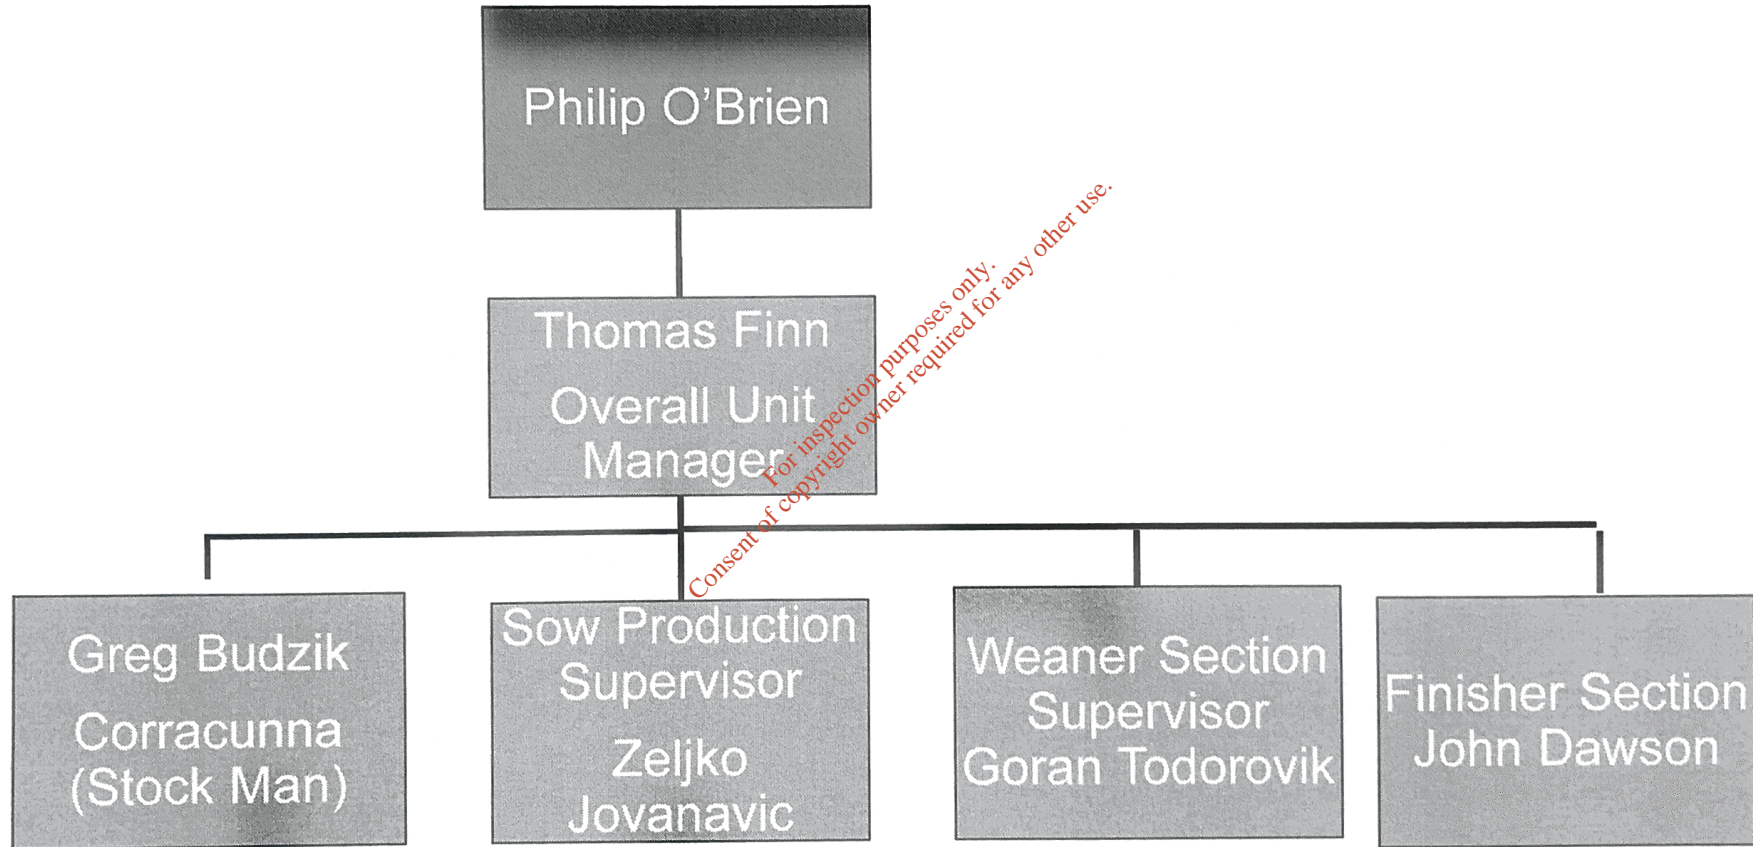 Philip O'Brien
Thomas Finn
Overall Unit
Manager
For inspection purposes only.
Consent of copyright owner required for any other use.
Greg Budzik
Corracunna
(Stock Man)
Sow Production
Supervisor
Zeljko
Jovanavic
Weaner Section
Supervisor
Goran Todorovik
Finisher Section
John Dawson